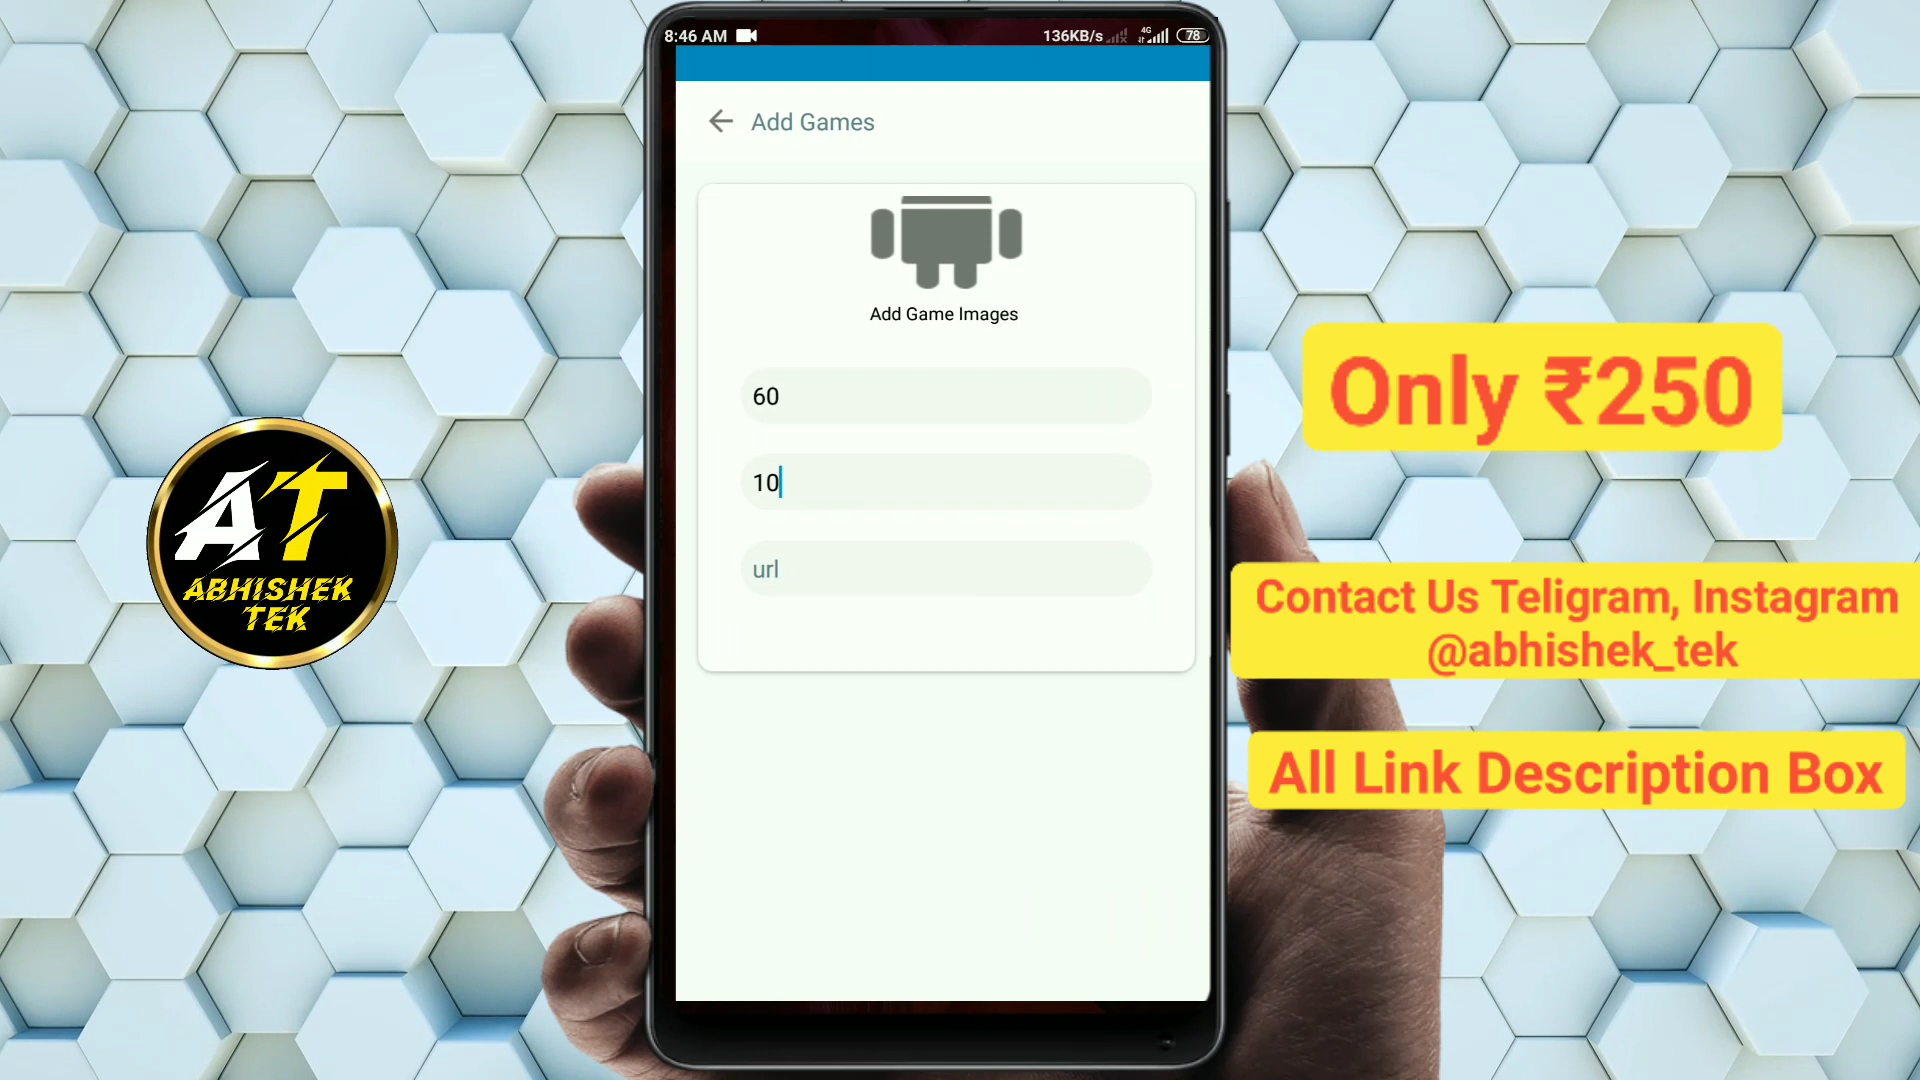 8:46 AM
136KB/s
4G
78
Add Games
Add Game Images
60
10
url
AT
ABHISHEK
TEK
Only ₹250
Contact Us Teligram, Instagram
@abhishek_tek
All Link Description Box